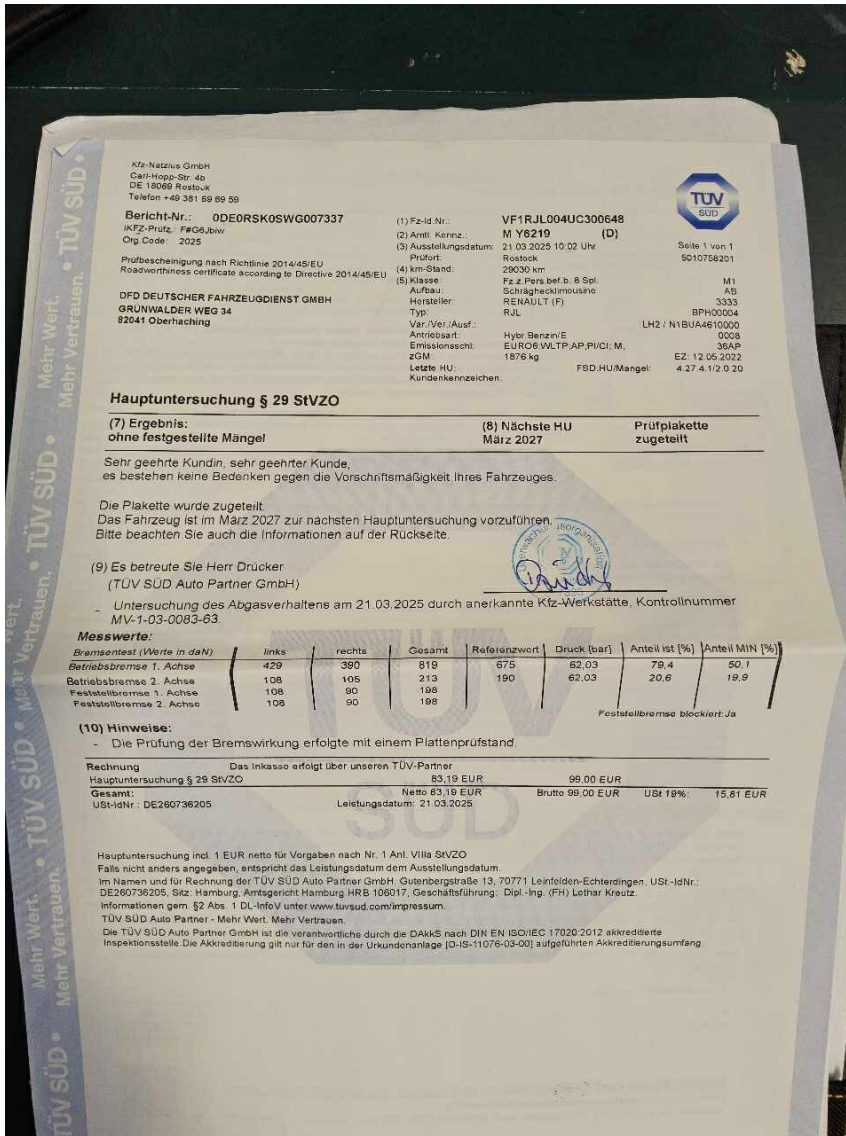 Kfz-Natzius GmbH
Carl-Hopp-Str. 4b
DE 18069 Rostock
Telefon +49 381 69 69 59
Bericht-Nr.: 0DE0RSK0SWG007337
iKFZ-Prüfz.: F#G6Jbiw
Org.Code: 2025
Prüfbescheinigung nach Richtlinie 2014/45/EU
Roadworthiness certificate according to Directive 2014/45/EU
DFD DEUTSCHER FAHRZEUGDIENST GMBH
GRÜNWALDER WEG 34
82041 Oberhaching
(1) Fz-Id.Nr.: VF1RJL004UC300648
(2) Amtl. Kennz.: M Y6219 (D)
(3) Ausstellungsdatum: 21.03.2025 10:02 Uhr Seite 1 von 1
Prüfort: Rostock 5010758201
(4) km-Stand: 29030 km
(5) Klasse: Fz.z.Pers.bef.b. 8 Spl. M1
Aufbau: Schräghecklimousine AB
Hersteller: RENAULT (F) 3333
Typ: RJL BPH00004
Var./Ver./Ausf.: LH2 / N1BUA4610000
Antriebsart: Hybr.Benzin/E 0008
Emissionsschl: EURO6;WLTP;AP;PI/CI; M, 36AP
zGM: 1876 kg EZ: 12.05.2022
Letzte HU: FSD.HU/Mangel: 4.27.4.1/2.0.20
Kundenkennzeichen:
TÜV
SÜD
Hauptuntersuchung § 29 StVZO
(7) Ergebnis: (8) Nächste HU Prüfplakette
ohne festgestellte Mängel März 2027 zugeteilt
Sehr geehrte Kundin, sehr geehrter Kunde,
es bestehen keine Bedenken gegen die Vorschriftsmäßigkeit Ihres Fahrzeuges.
Die Plakette wurde zugeteilt.
Das Fahrzeug ist im März 2027 zur nächsten Hauptuntersuchung vorzuführen.
Bitte beachten Sie auch die Informationen auf der Rückseite.
(9) Es betreute Sie Herr Drücker
(TÜV SÜD Auto Partner GmbH)
- Untersuchung des Abgasverhaltens am 21.03.2025 durch anerkannte Kfz-Werkstätte, Kontrollnummer
MV-1-03-0083-63.
Messwerte:
Bremsentest (Werte in daN) links rechts Gesamt Referenzwert Druck [bar] Anteil ist [%] Anteil MIN [%]
Betriebsbremse 1. Achse 429 390 819 675 62,03 79,4 50,1
Betriebsbremse 2. Achse 108 105 213 190 62,03 20,6 19,9
Feststellbremse 1. Achse 108 90 198
Feststellbremse 2. Achse 108 90 198
Feststellbremse blockiert:Ja
(10) Hinweise:
- Die Prüfung der Bremswirkung erfolgte mit einem Plattenprüfstand.
Rechnung Das Inkasso erfolgt über unseren TÜV-Partner
Hauptuntersuchung § 29 StVZO 83,19 EUR 99,00 EUR
Gesamt: Netto 83,19 EUR Brutto 99,00 EUR USt 19%: 15,81 EUR
USt-IdNr.: DE260736205 Leistungsdatum: 21.03.2025
Hauptuntersuchung incl. 1 EUR netto für Vorgaben nach Nr. 1 Anl. VIIIa StVZO
Falls nicht anders angegeben, entspricht das Leistungsdatum dem Ausstellungsdatum.
Im Namen und für Rechnung der TÜV SÜD Auto Partner GmbH, Gutenbergstraße 13, 70771 Leinfelden-Echterdingen, USt.-IdNr.:
DE260736205, Sitz: Hamburg, Amtsgericht Hamburg HRB 106017, Geschäftsführung: Dipl.-Ing. (FH) Lothar Kreutz.
Informationen gem. §2 Abs. 1 DL-InfoV unter www.tuvsud.com/impressum.
TÜV SÜD Auto Partner - Mehr Wert. Mehr Vertrauen.
Die TÜV SÜD Auto Partner GmbH ist die verantwortliche durch die DAkkS nach DIN EN ISO/IEC 17020:2012 akkreditierte
Inspektionsstelle.Die Akkreditierung gilt nur für den in der Urkundenanlage [D-IS-11076-03-00] aufgeführten Akkreditierungsumfang
TÜV
SÜD
Mehr Wert. • TÜV SÜD •
Mehr Vertrauen. • TÜV SÜD •